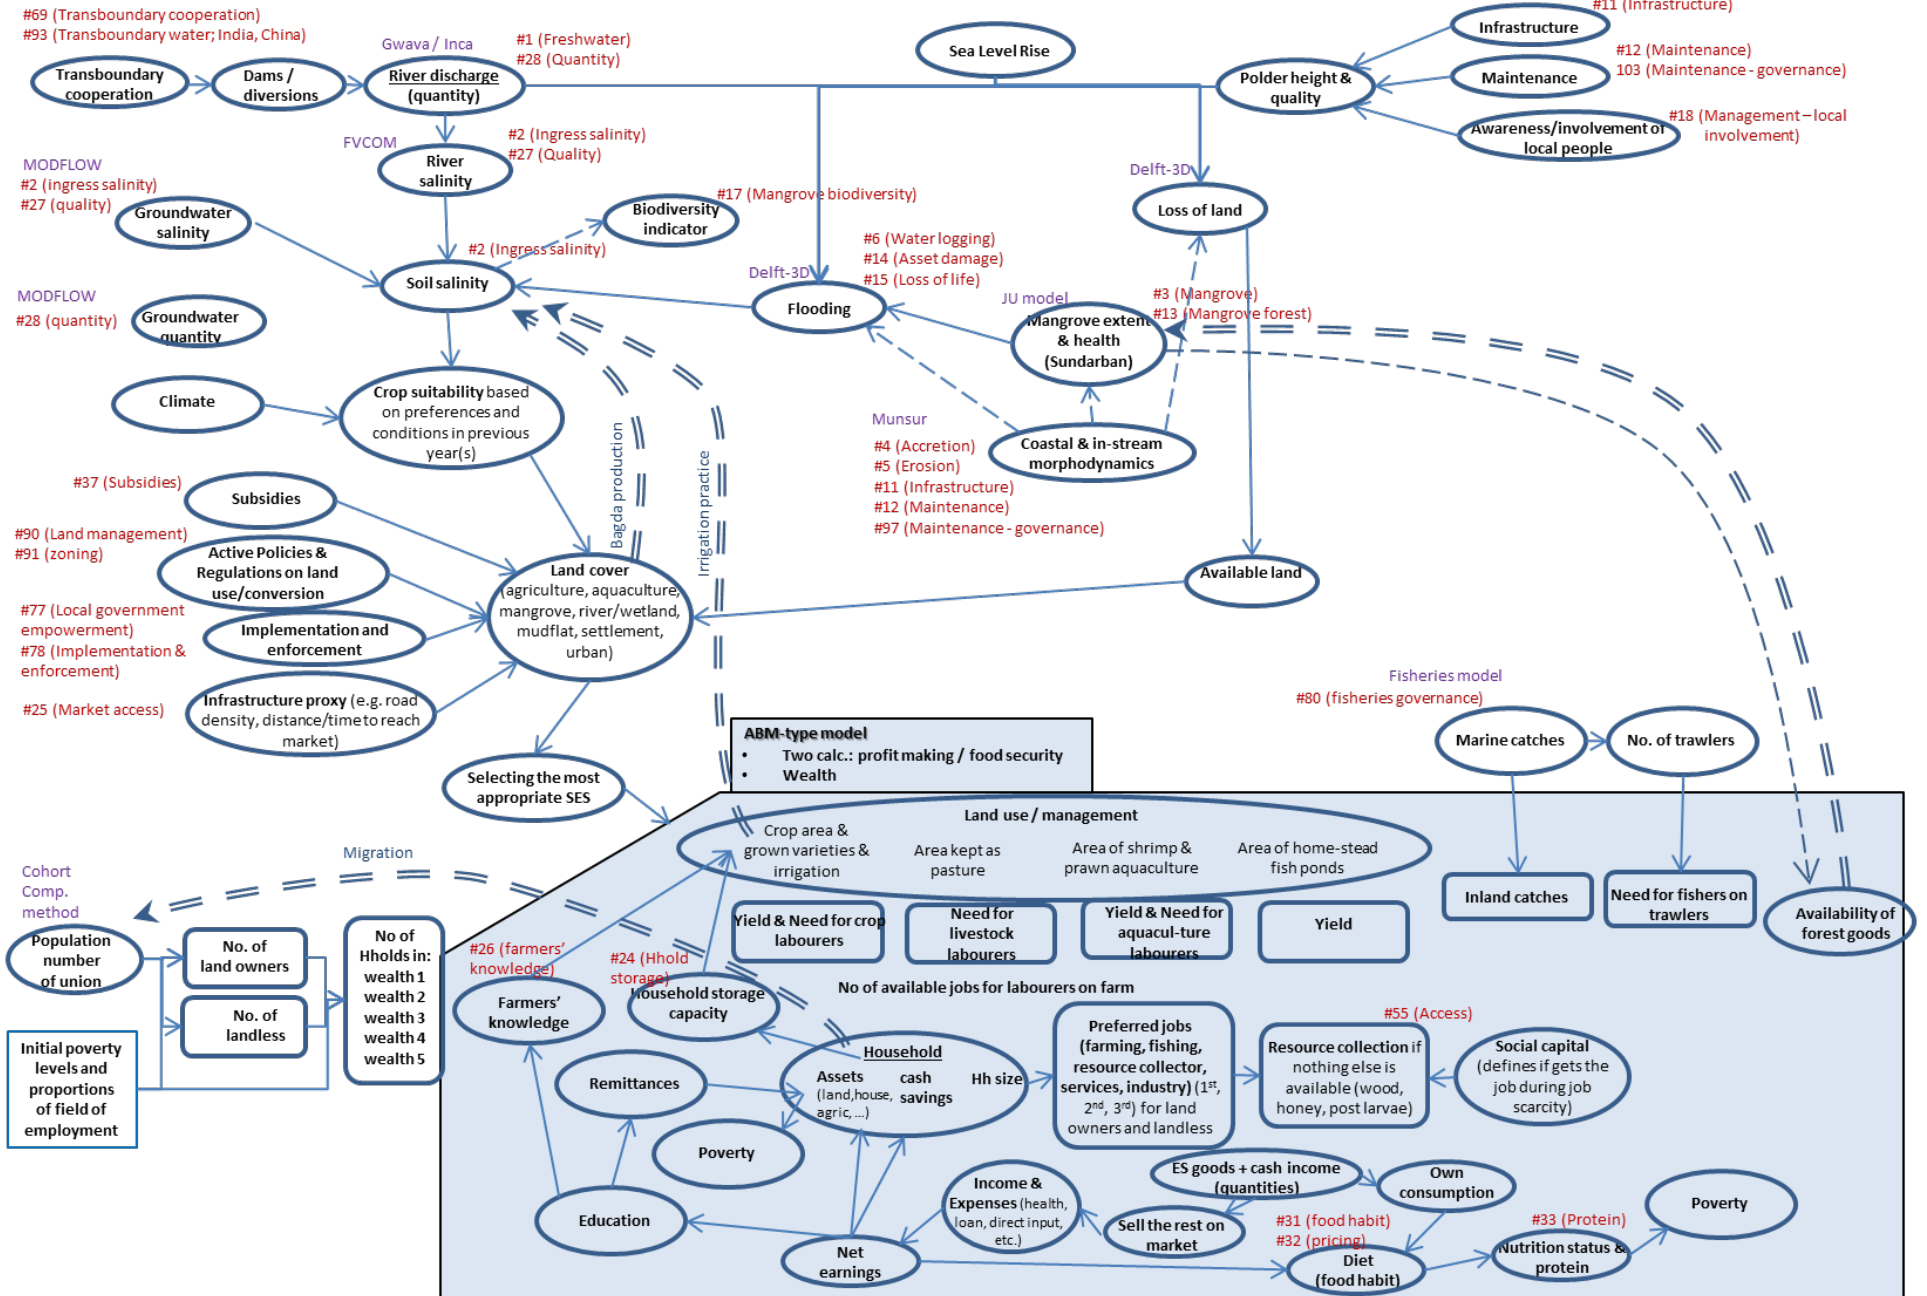 #69 (Transboundary cooperation)
#93 (Transboundary water; India, China)
Transboundary
cooperation
Dams /
diversions
Gwava / Inca
River discharge
(quantity)
#1 (Freshwater)
#28 (Quantity)
Sea Level Rise
Polder height &
quality
#11 (Infrastructure)
Infrastructure
#12 (Maintenance)
103 (Maintenance - governance)
Maintenance
#18 (Management – local
involvement)
Awareness/involvement of
local people
FVCOM
#2 (Ingress salinity)
#27 (Quality)
River
salinity
MODFLOW
#2 (ingress salinity)
#27 (quality)
Groundwater
salinity
#17 (Mangrove biodiversity)
Biodiversity
indicator
Delft-3D
Loss of land
#2 (Ingress salinity)
Soil salinity
#6 (Water logging)
#14 (Asset damage)
#15 (Loss of life)
Delft-3D
Flooding
JU model
#3 (Mangrove)
#13 (Mangrove forest)
Mangrove extent
& health
(Sundarban)
MODFLOW
#28 (quantity)
Groundwater
quantity
Climate
Crop suitability based
on preferences and
conditions in previous
year(s)
Munsur
#4 (Accretion)
#5 (Erosion)
#11 (Infrastructure)
#12 (Maintenance)
#97 (Maintenance - governance)
Coastal & in-stream
morphodynamics
Bagda production
Irrigation practice
#37 (Subsidies)
Subsidies
#90 (Land management)
#91 (zoning)
Active Policies &
Regulations on land
use/conversion
#77 (Local government
empowerment)
#78 (Implementation &
enforcement)
Implementation and
enforcement
#25 (Market access)
Infrastructure proxy (e.g. road
density, distance/time to reach
market)
Land cover
(agriculture, aquaculture,
mangrove, river/wetland,
mudflat, settlement,
urban)
Available land
Selecting the most
appropriate SES
ABM-type model
• Two calc.: profit making / food security
• Wealth
Fisheries model
#80 (fisheries governance)
Marine catches
No. of trawlers
Land use / management
Crop area &
grown varieties &
irrigation
Area kept as
pasture
Area of shrimp &
prawn aquaculture
Area of home-stead
fish ponds
Inland catches
Need for fishers on
trawlers
Availability of
forest goods
Yield & Need for crop
labourers
Need for
livestock
labourers
Yield & Need for
aquacul-ture
labourers
Yield
Migration
Cohort
Comp.
method
Population
number
of union
No. of
land owners
No. of
landless
No of
Hholds in:
wealth 1
wealth 2
wealth 3
wealth 4
wealth 5
Initial poverty
levels and
proportions
of field of
employment
#26 (farmers'
knowledge)
Farmers'
knowledge
#24 (Hhold
storage)
Household storage
capacity
No of available jobs for labourers on farm
Household
Assets
(land,house,
agric, ...)
cash
savings
Hh size
Preferred jobs
(farming, fishing,
resource collector,
services, industry) (1st,
2nd, 3rd) for land
owners and landless
#55 (Access)
Resource collection if
nothing else is
available (wood,
honey, post larvae)
Social capital
(defines if gets the
job during job
scarcity)
Remittances
Poverty
Education
Income &
Expenses (health,
loan, direct input,
etc.)
Net
earnings
ES goods + cash income
(quantities)
Sell the rest on
market
Own
consumption
#31 (food habit)
#32 (pricing)
Diet
(food habit)
#33 (Protein)
Nutrition status &
protein
Poverty